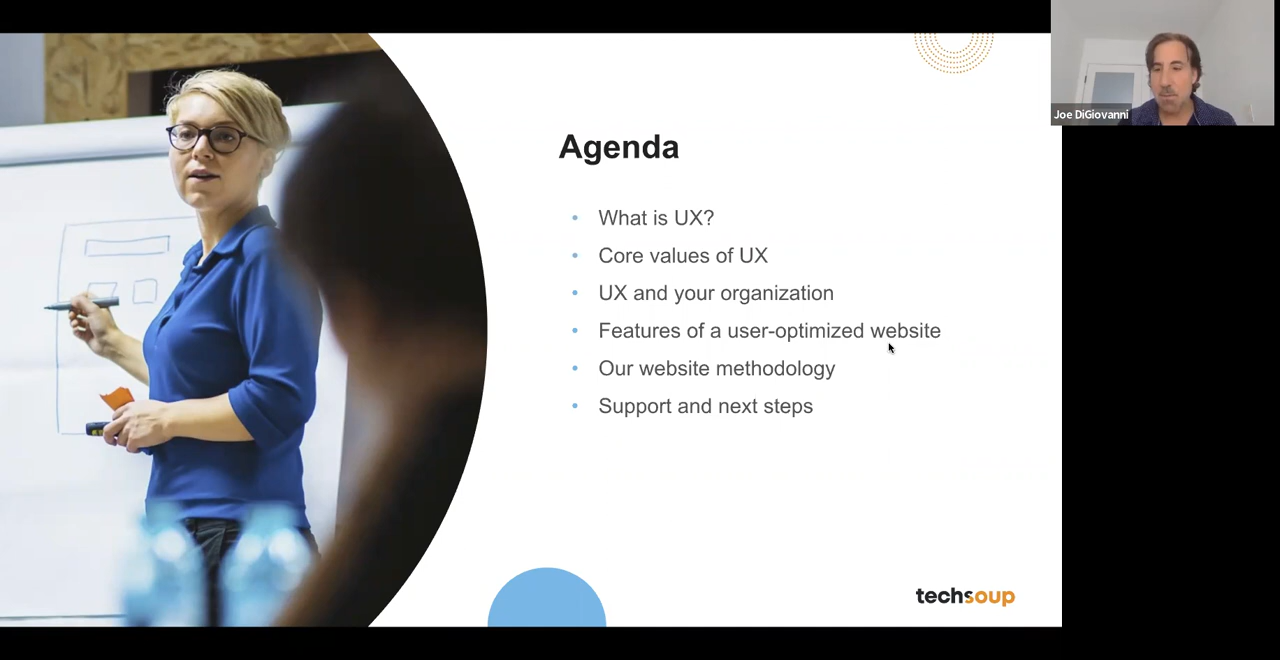 Joe DiGiovanni
Agenda
• What is UX?
• Core values of UX
• UX and your organization
• Features of a user-optimized website
• Our website methodology
• Support and next steps
techsoup